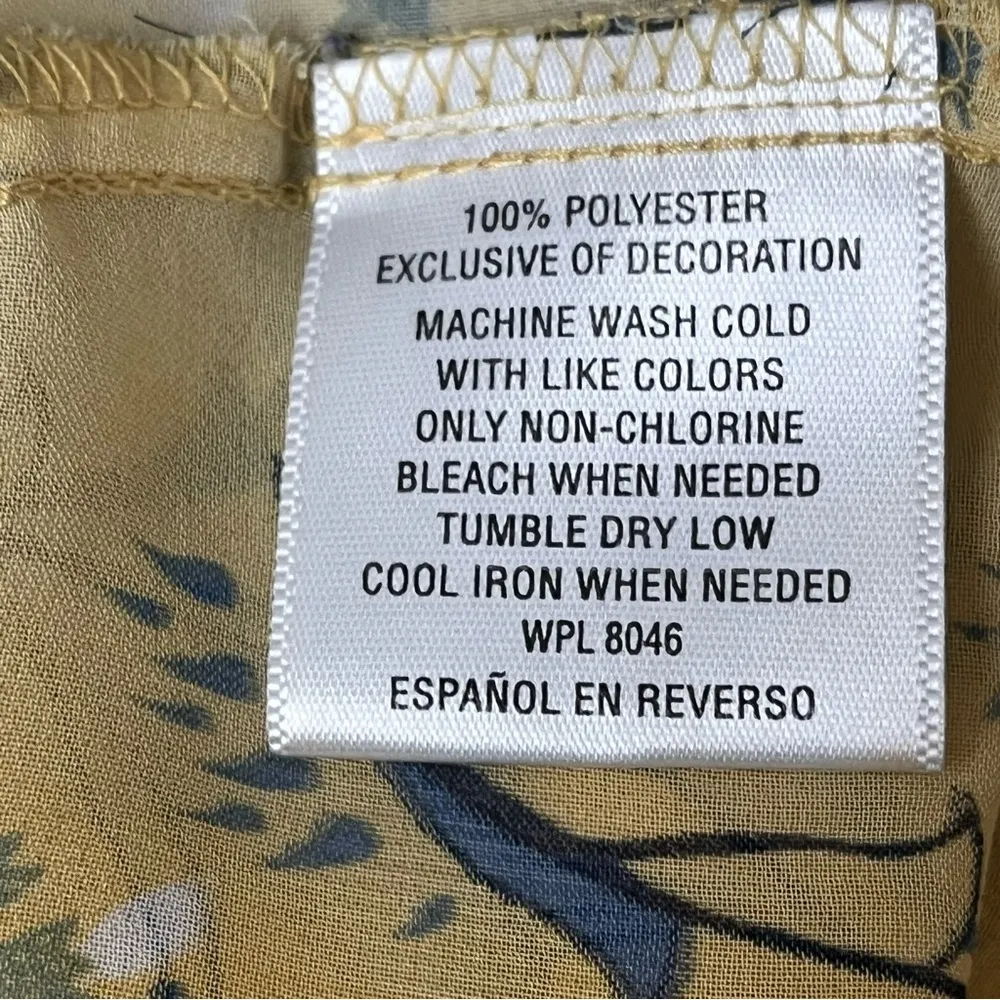 100% POLYESTER
EXCLUSIVE OF DECORATION
MACHINE WASH COLD
WITH LIKE COLORS
ONLY NON-CHLORINE
BLEACH WHEN NEEDED
TUMBLE DRY LOW
COOL IRON WHEN NEEDED
WPL 8046
ESPAÑOL EN REVERSO